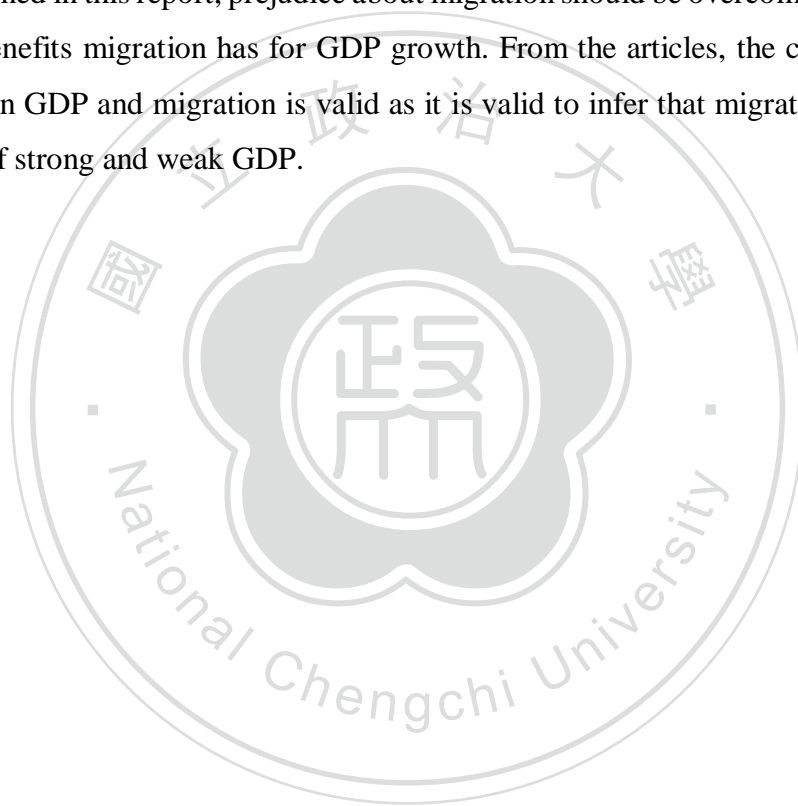 ned in this report, prejudice about migration should be overcom
enefits migration has for GDP growth. From the articles, the c
n GDP and migration is valid as it is valid to infer that migrat
f strong and weak GDP.
國立政治大學
政大
National Chengchi University